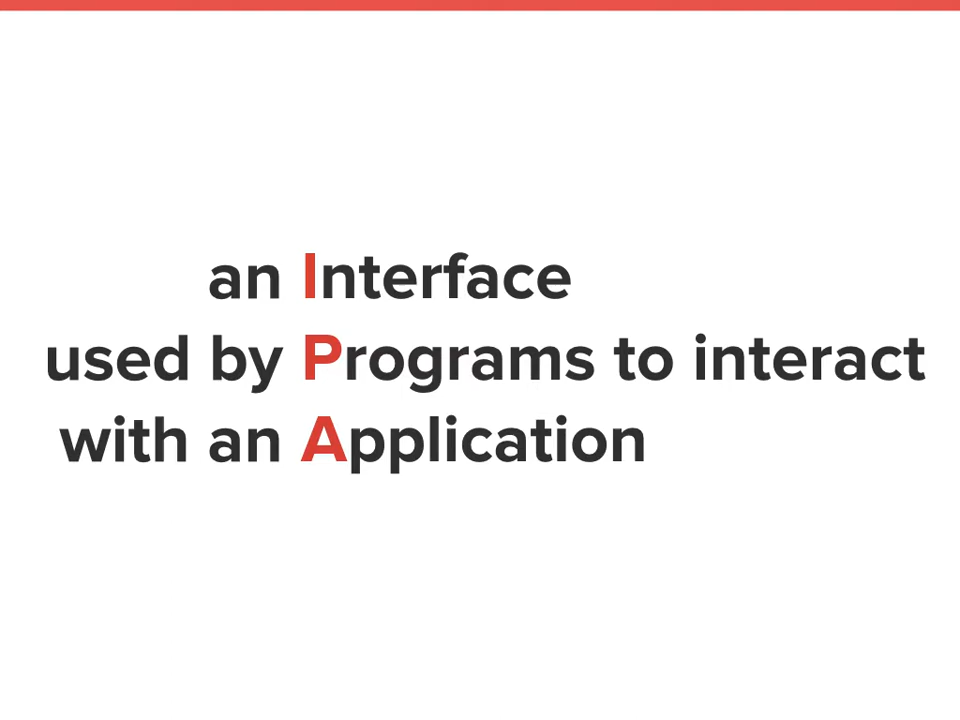 an Interface
used by Programs to interact
with an Application